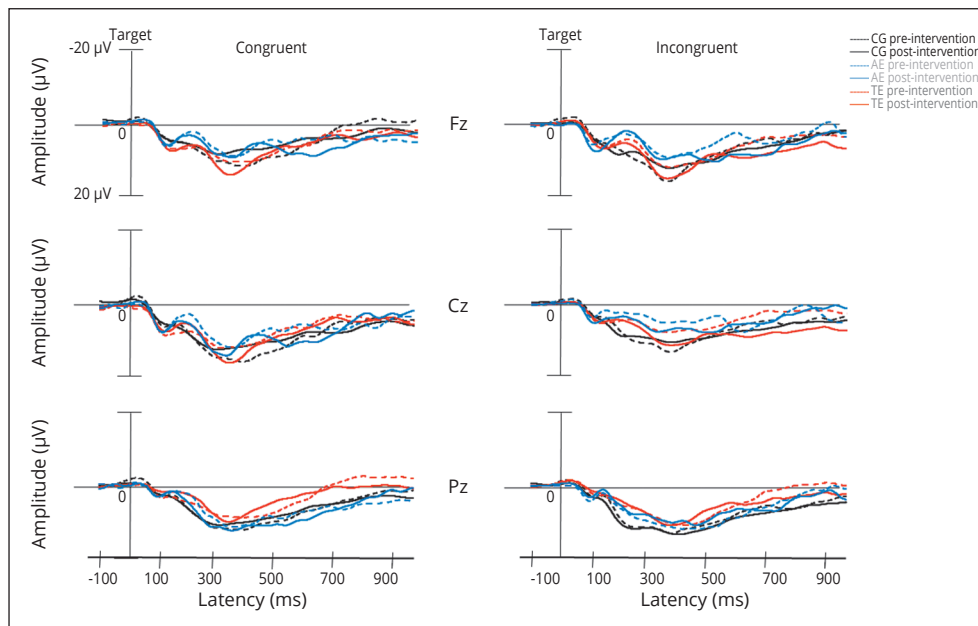 Target
-20 µV
Congruent
Amplitude (µV)
0
20 µV
Fz
Target
Incongruent
0
CG pre-intervention
CG post-intervention
AE pre-intervention
AE post-intervention
TE pre-intervention
TE post-intervention
Amplitude (µV)
0
Cz
0
Amplitude (µV)
0
Pz
0
-100 100 300 500 700 900
Latency (ms)
-100 100 300 500 700 900
Latency (ms)